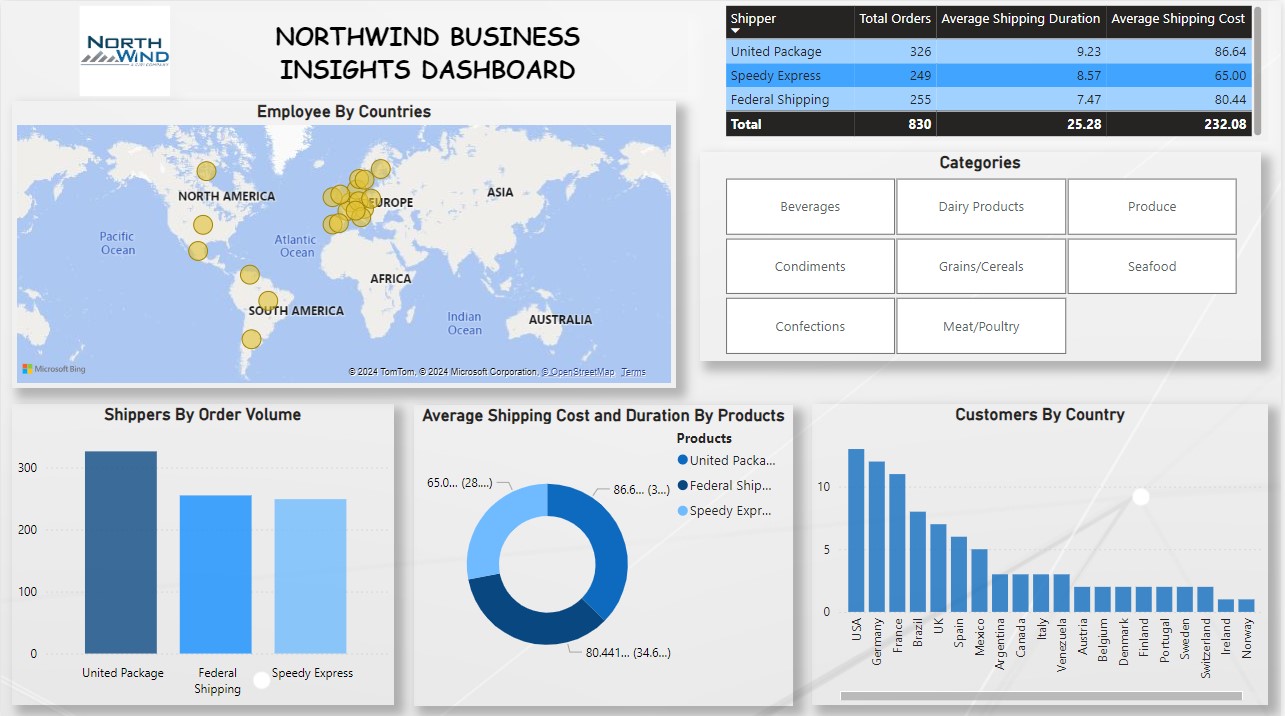 NORTH
WIND
NORTHWIND BUSINESS
INSIGHTS DASHBOARD
Shipper Total Orders Average Shipping Duration Average Shipping Cost
United Package 326 9.23 86.64
Speedy Express 249 8.57 65.00
Federal Shipping 255 7.47 80.44
Total 830 25.28 232.08
Employee By Countries
NORTH AMERICA
EUROPE
ASIA
Pacific
Ocean
Atlantic
Ocean
AFRICA
SOUTH AMERICA
Indian
Ocean
AUSTRALIA
Microsoft Bing
© 2024 TomTom, © 2024 Microsoft Corporation, © OpenStreetMap Terms
Categories
Beverages Dairy Products Produce
Condiments Grains/Cereals Seafood
Confections Meat/Poultry
Shippers By Order Volume
300
200
100
0
United Package
Federal
Shipping
Speedy Express
Average Shipping Cost and Duration By Products
Products
United Packa...
Federal Ship...
Speedy Expr...
65.0... (28....)
86.6... (3...)
80.441... (34.6...)
Customers By Country
10
5
0
USA
Germany
France
Brazil
UK
Spain
Mexico
Argentina
Canada
Italy
Venezuela
Austria
Belgium
Denmark
Finland
Portugal
Sweden
Switzerland
Ireland
Norway